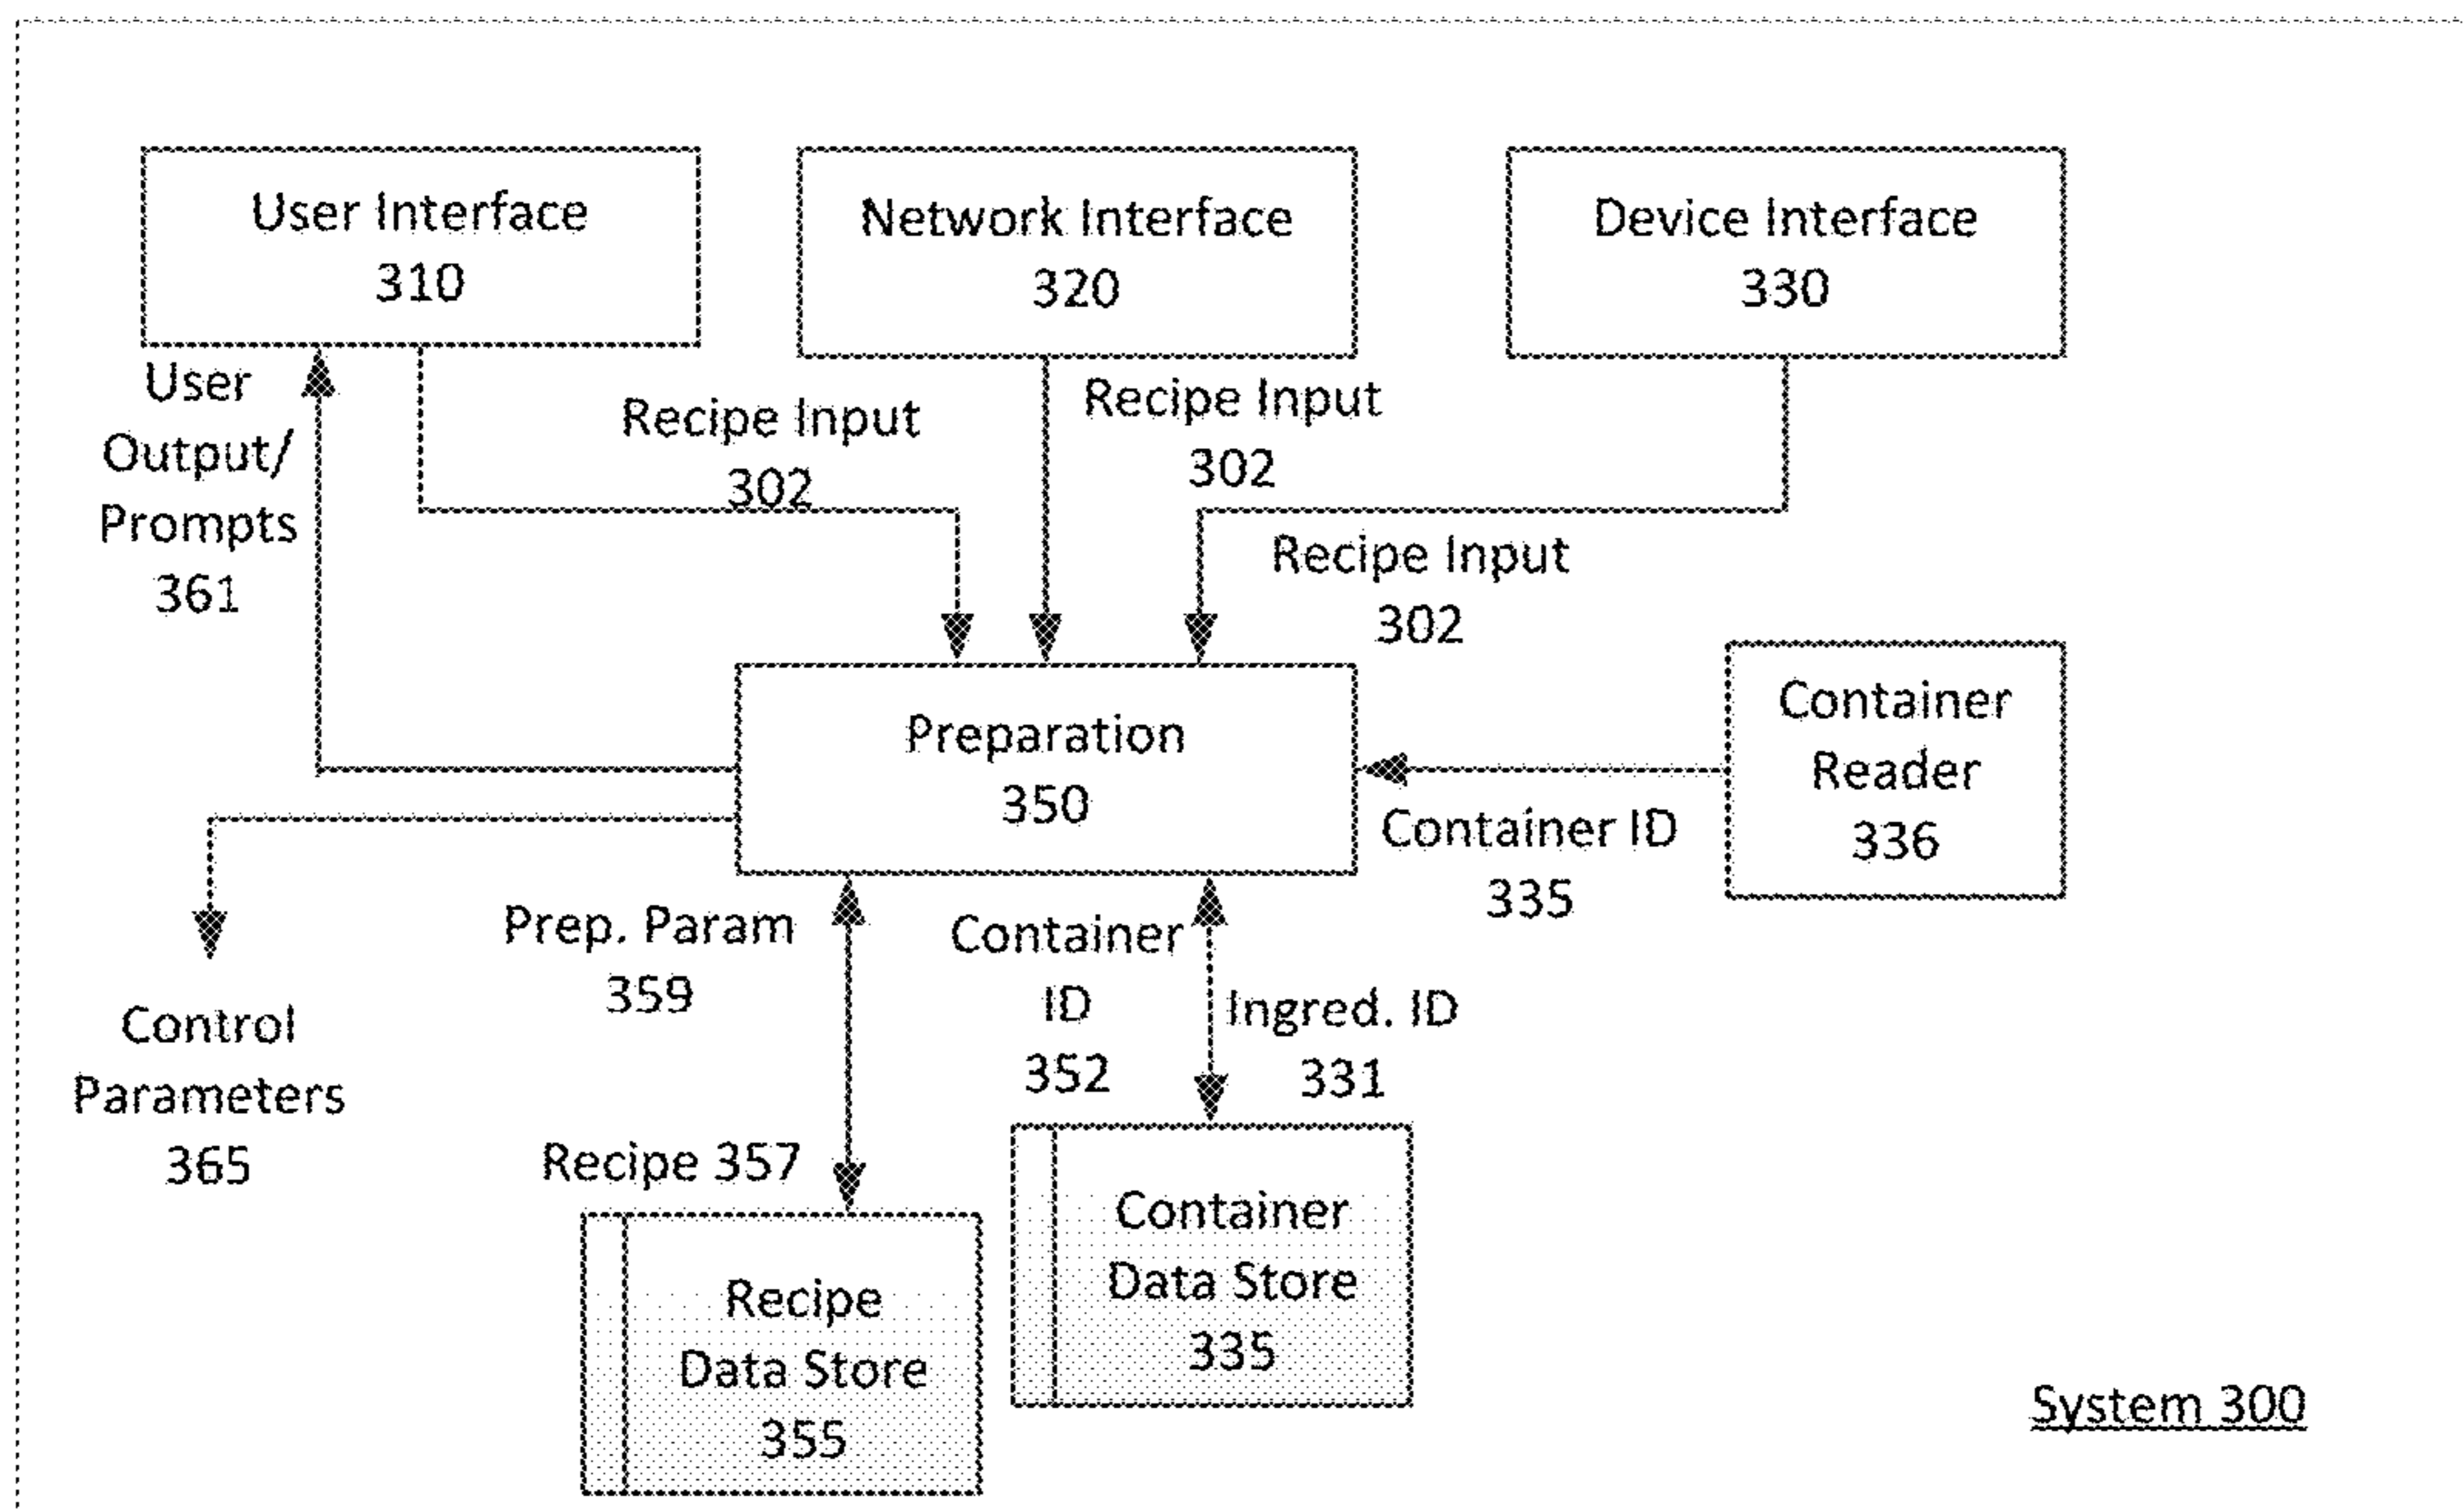 User Interface
310
Network Interface
320
Device Interface
330
User
Output/
Prompts
361
Recipe Input
302
Recipe Input
302
Recipe Input
302
Preparation
350
Container
Reader
336
Container ID
335
Control
Parameters
365
Prep. Param
359
Recipe 357
Container
ID
352
Ingred. ID
331
Recipe
Data Store
355
Container
Data Store
335
System 300